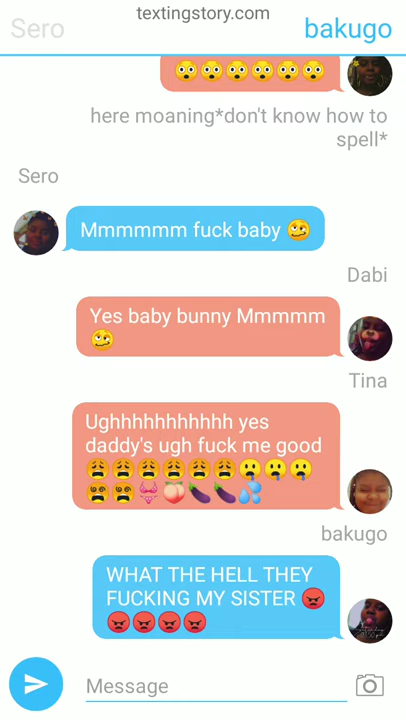 textingstory.com
Sero
bakugo
😳😳😳😳😳😳
here moaning*don't know how to
spell*
Sero
Mmmmmm fuck baby 🥴
Dabi
Yes baby bunny Mmmmm
🥴
Tina
Ughhhhhhhhhhh yes
daddy's ugh fuck me good
😩😩😩😩😩😩🤤🤤🤤
😵‍💫😵‍💫👙🍑🍆🍆💦
bakugo
WHAT THE HELL THEY
FUCKING MY SISTER 😡
😡😡😡😡
Message